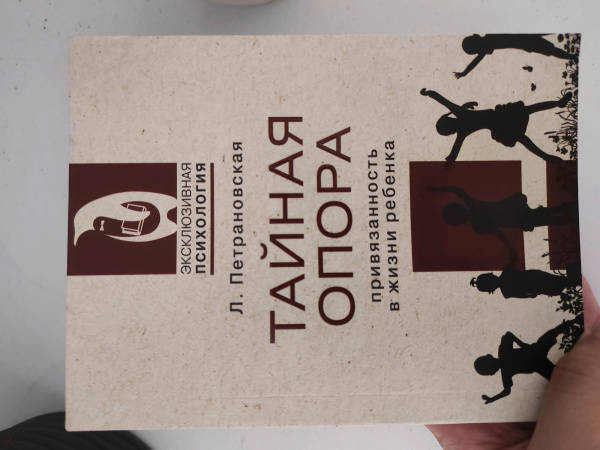 ЭКСКЛЮЗИВНАЯ
ПСИХОЛОГИЯ
Л. Петрановская
ТАЙНАЯ
ОПОРА
привязанность
в жизни ребенка